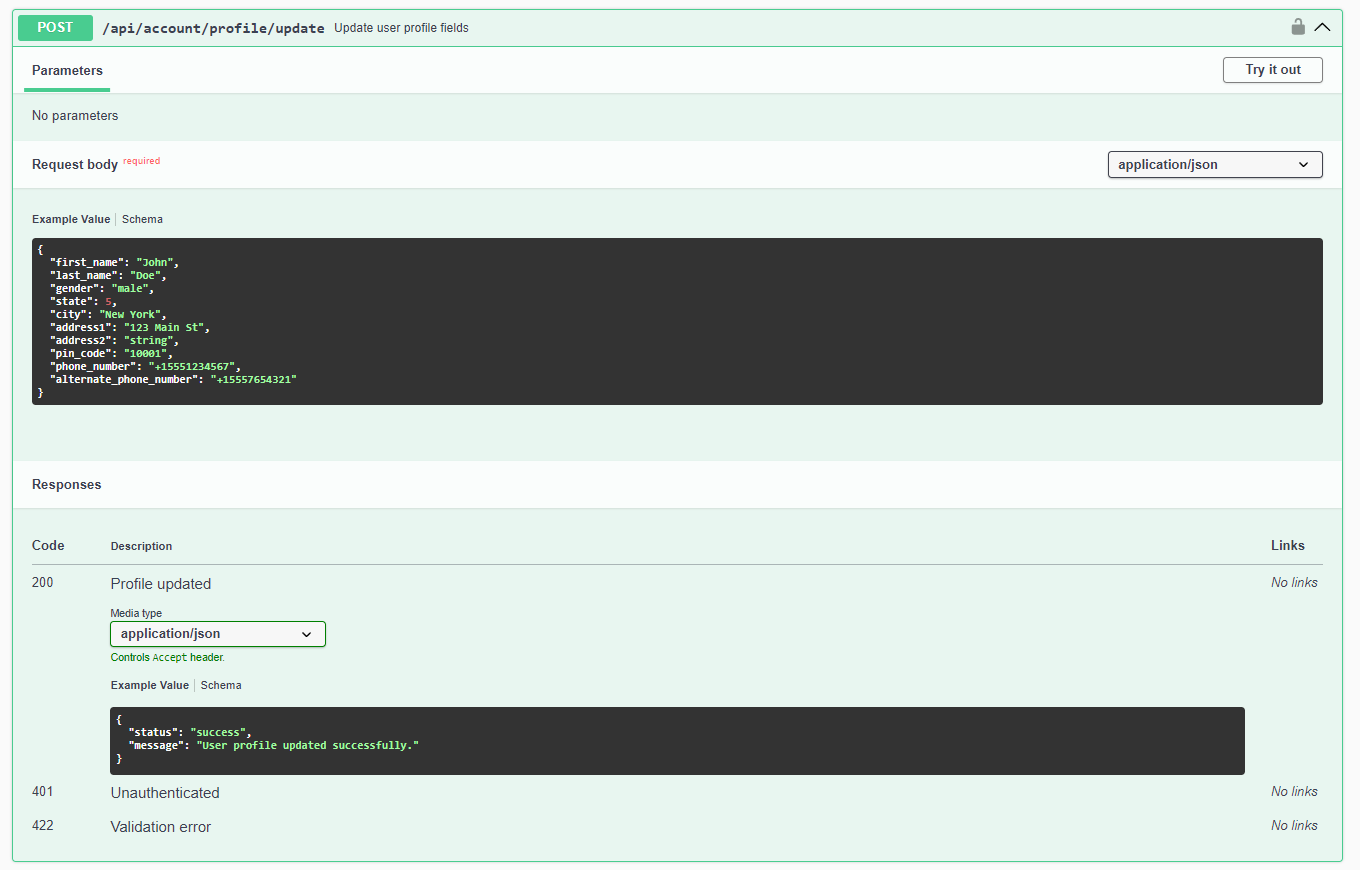 POST /api/account/profile/update Update user profile fields
Parameters Try it out
No parameters
Request body required application/json
Example Value Schema
{
"first_name": "John",
"last_name": "Doe",
"gender": "male",
"state": 5,
"city": "New York",
"address1": "123 Main St",
"address2": "string",
"pin_code": "10001",
"phone_number": "+15551234567",
"alternate_phone_number": "+15557654321"
}
Responses
Code Description Links
200 Profile updated No links
Media type
application/json
Controls Accept header.
Example Value Schema
{
"status": "success",
"message": "User profile updated successfully."
}
401 Unauthenticated No links
422 Validation error No links